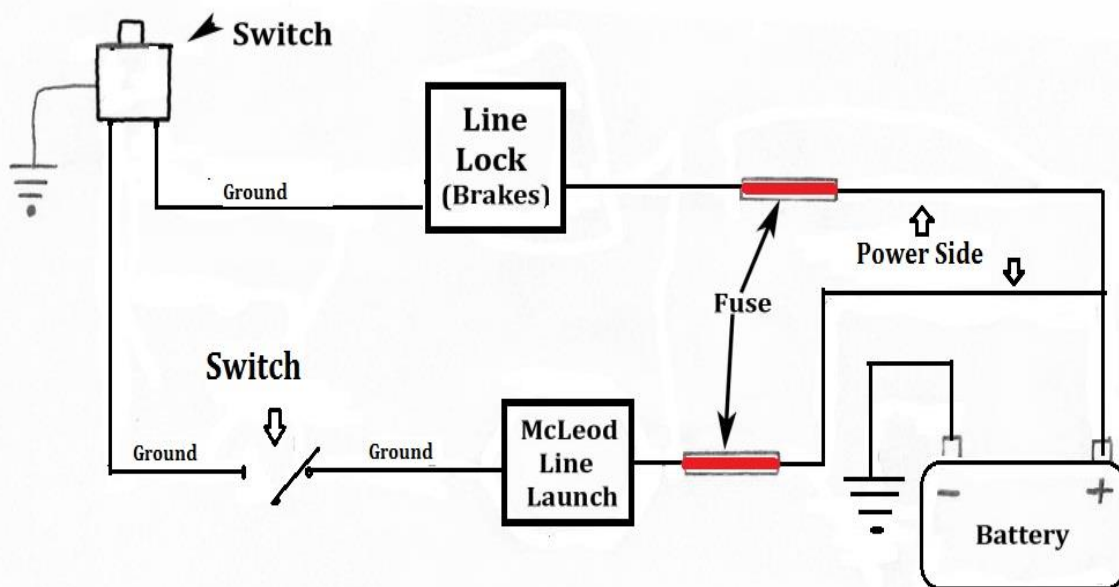 Switch
Line
Lock
(Brakes)
Ground
Power Side
Fuse
Switch
Ground
Ground
McLeod
Line
Launch
- +
Battery